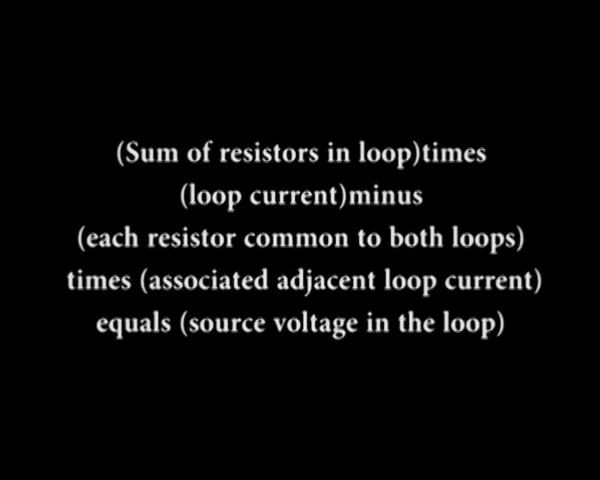 (Sum of resistors in loop)times
(loop current)minus
(each resistor common to both loops)
times (associated adjacent loop current)
equals (source voltage in the loop)